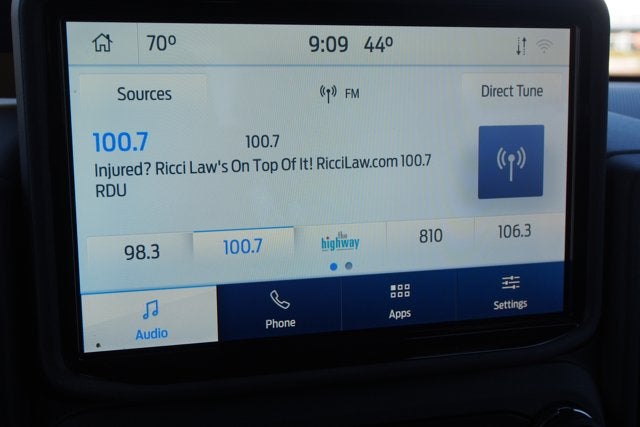 70° 9:09 44°
Sources FM Direct Tune
100.7 100.7
Injured? Ricci Law's On Top Of It! RicciLaw.com 100.7
RDU
98.3 100.7 the highway 810 106.3
Audio Phone Apps Settings